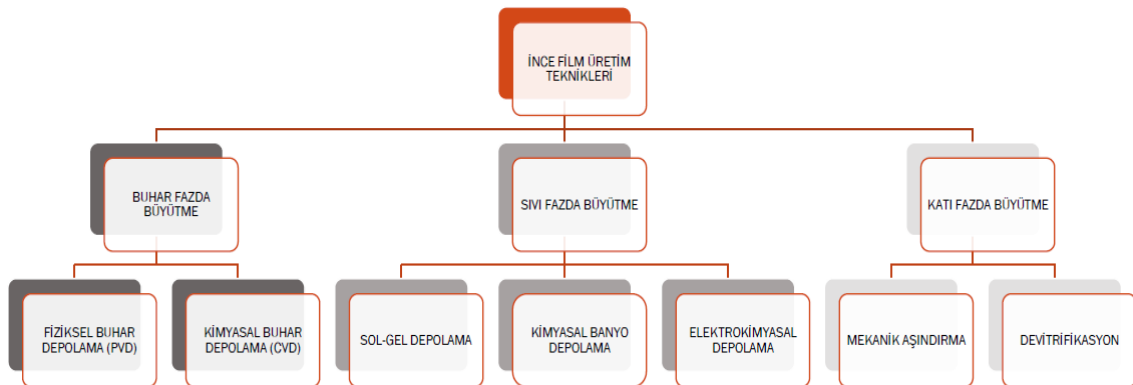 İNCE FİLM ÜRETİM
TEKNİKLERİ
BUHAR FAZDA
BÜYÜTME
SIVI FAZDA BÜYÜTME
KATI FAZDA BÜYÜTME
FİZİKSEL BUHAR
DEPOLAMA (PVD)
KİMYASAL BUHAR
DEPOLAMA (CVD)
SOL-GEL DEPOLAMA
KİMYASAL BANYO
DEPOLAMA
ELEKTROKİMYASAL
DEPOLAMA
MEKANİK AŞINDIRMA
DEVİTRİFİKASYON